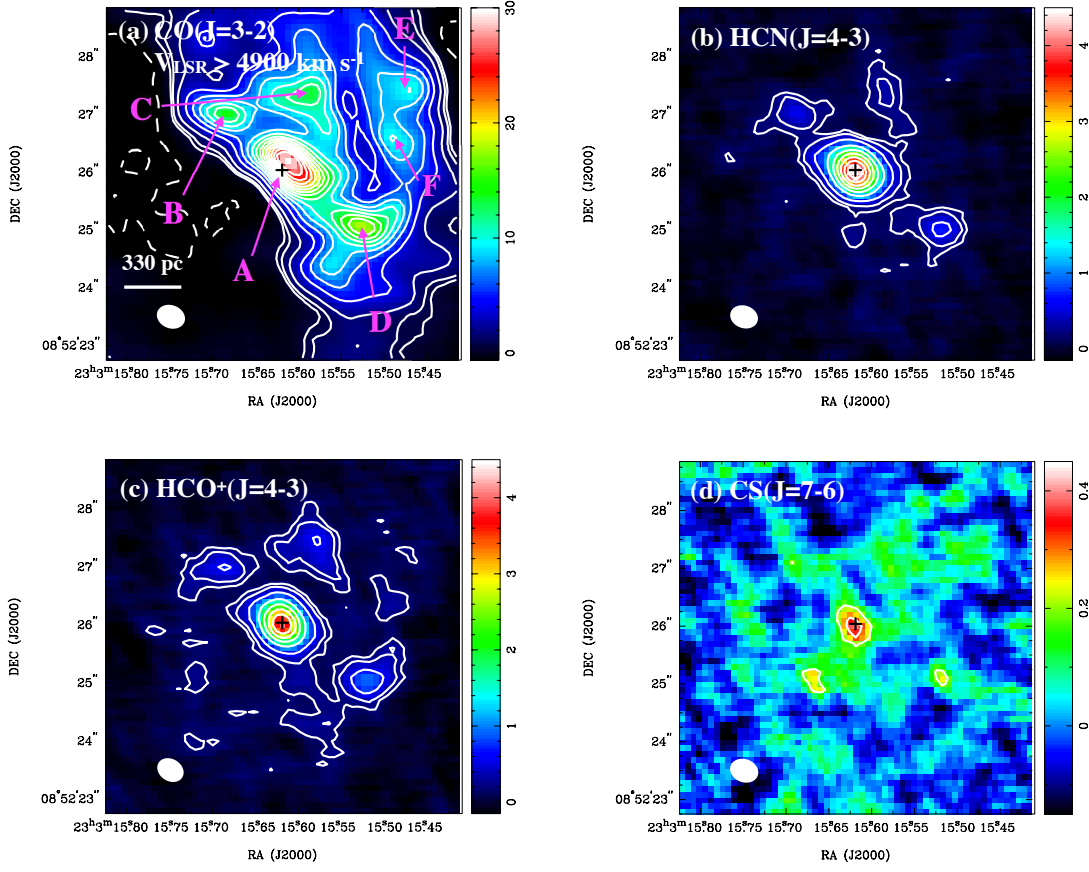 (a) CO(J=3-2)
V_LSR > 4900 km s⁻¹
E
C
B
F
A
D
330 pc
30
20
10
0
28"
27"
26"
25"
24"
08°52'23"
DEC (J2000)
23ʰ3ᵐ15ˢ.80 15ˢ.75 15ˢ.70 15ˢ.65 15ˢ.60 15ˢ.55 15ˢ.50 15ˢ.45
RA (J2000)
(b) HCN(J=4-3)
4
3
2
1
0
28"
27"
26"
25"
24"
08°52'23"
DEC (J2000)
23ʰ3ᵐ15ˢ.80 15ˢ.75 15ˢ.70 15ˢ.65 15ˢ.60 15ˢ.55 15ˢ.50 15ˢ.45
RA (J2000)
(c) HCO⁺(J=4-3)
4
3
2
1
0
28"
27"
26"
25"
24"
08°52'23"
DEC (J2000)
23ʰ3ᵐ15ˢ.80 15ˢ.75 15ˢ.70 15ˢ.65 15ˢ.60 15ˢ.55 15ˢ.50 15ˢ.45
RA (J2000)
(d) CS(J=7-6)
0.4
0.2
0
28"
27"
26"
25"
24"
08°52'23"
DEC (J2000)
23ʰ3ᵐ15ˢ.80 15ˢ.75 15ˢ.70 15ˢ.65 15ˢ.60 15ˢ.55 15ˢ.50 15ˢ.45
RA (J2000)